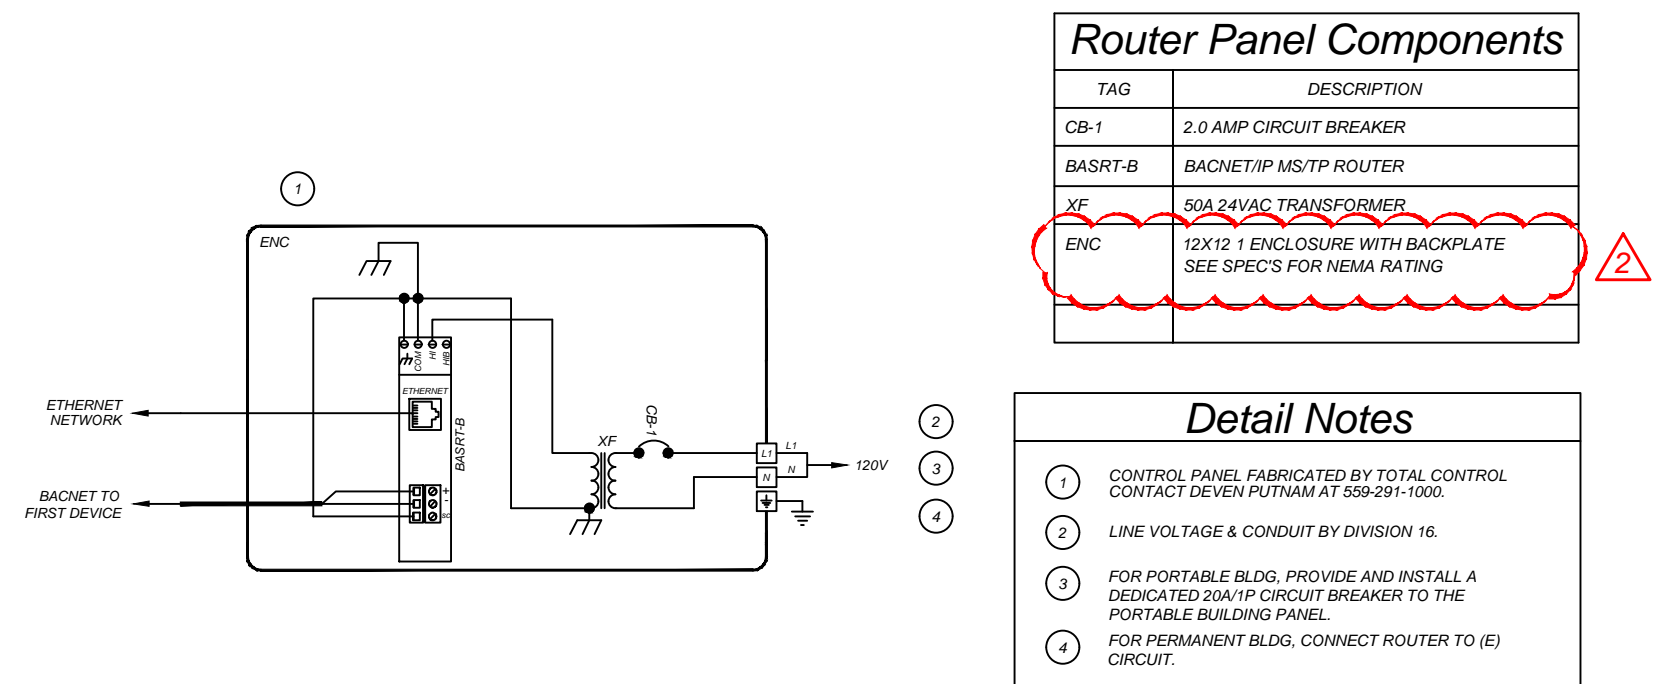 1
ENC
COM
HI
HIB
ETHERNET
ETHERNET
NETWORK
BASRT-B
BACNET TO
FIRST DEVICE
+
-
SC
XF
CB-1
L1
L1
N
N
120V
2
3
4
Router Panel Components
TAG DESCRIPTION
CB-1 2.0 AMP CIRCUIT BREAKER
BASRT-B BACNET/IP MS/TP ROUTER
XF 50A 24VAC TRANSFORMER
ENC 12X12 1 ENCLOSURE WITH BACKPLATE
SEE SPEC'S FOR NEMA RATING
2
Detail Notes
1 CONTROL PANEL FABRICATED BY TOTAL CONTROL
CONTACT DEVEN PUTNAM AT 559-291-1000.
2 LINE VOLTAGE & CONDUIT BY DIVISION 16.
3 FOR PORTABLE BLDG, PROVIDE AND INSTALL A
DEDICATED 20A/1P CIRCUIT BREAKER TO THE
PORTABLE BUILDING PANEL.
4 FOR PERMANENT BLDG, CONNECT ROUTER TO (E)
CIRCUIT.